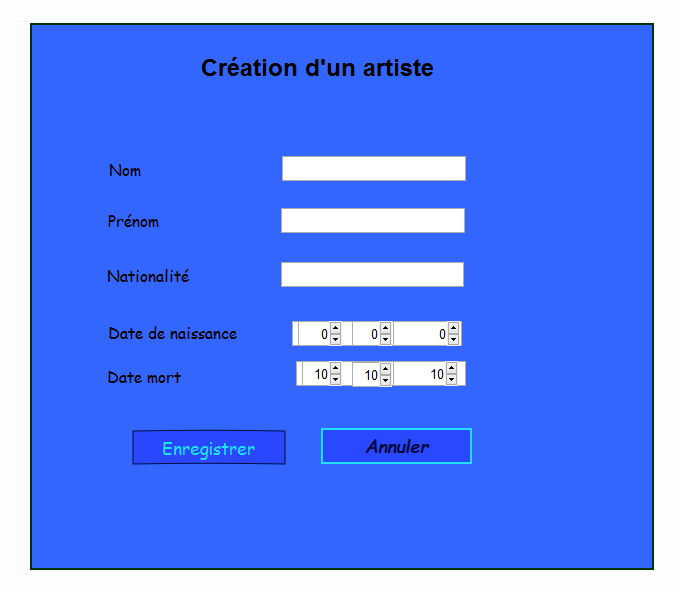 Création d'un artiste
Nom
Prénom
Nationalité
Date de naissance 0 0 0
Date mort 10 10 10
Enregistrer Annuler